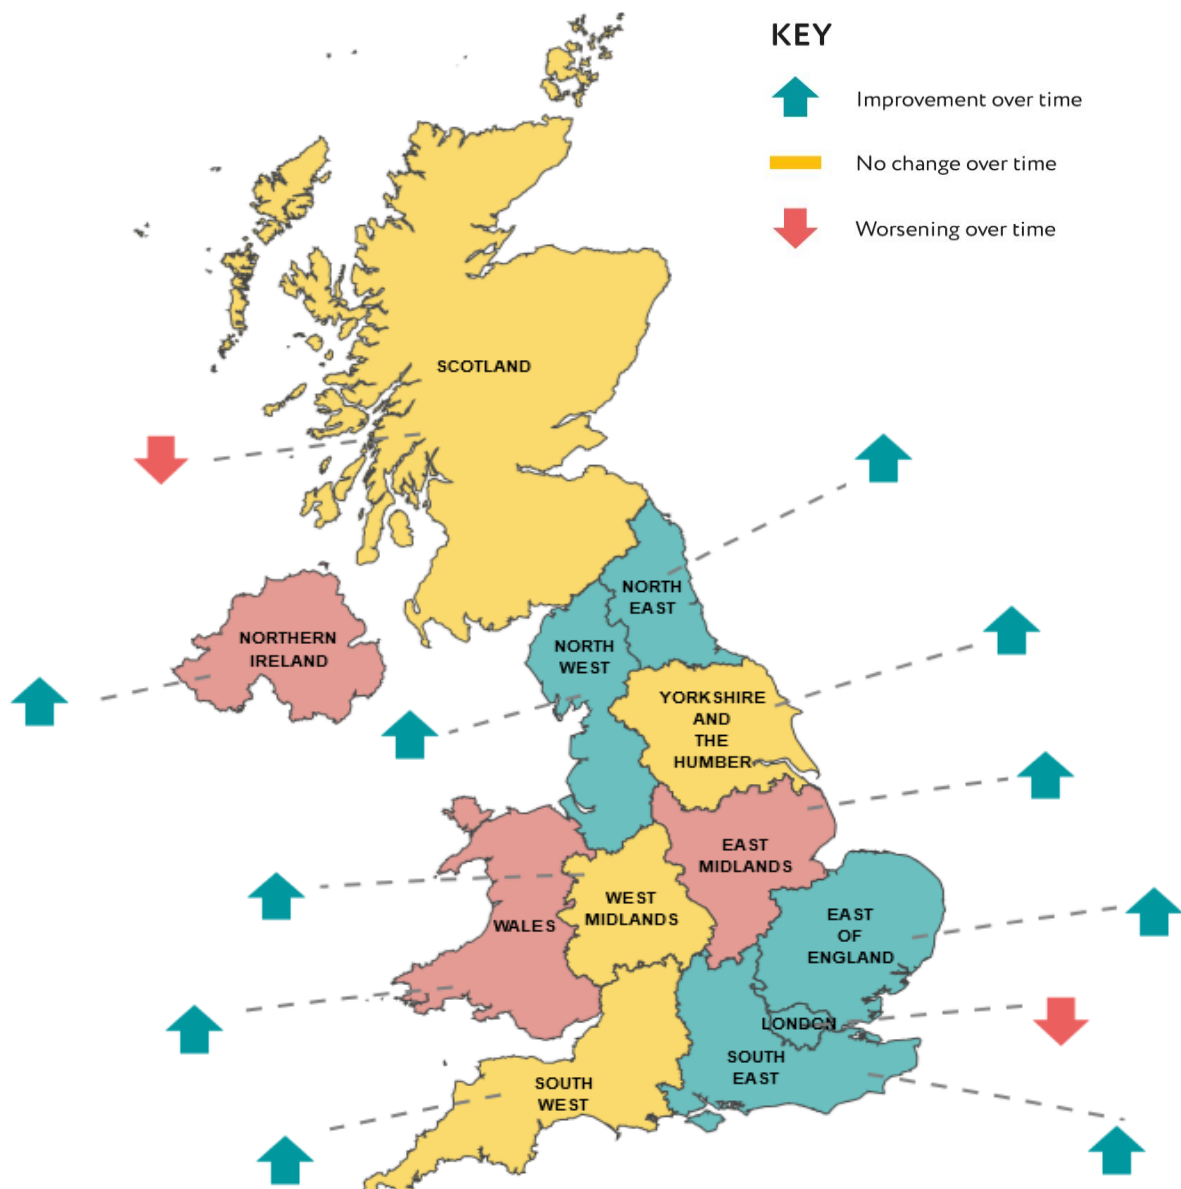 KEY
Improvement over time
No change over time
Worsening over time
SCOTLAND
NORTH
EAST
NORTHERN
IRELAND
NORTH
WEST
YORKSHIRE
AND
THE
HUMBER
EAST
MIDLANDS
WEST
MIDLANDS
WALES
EAST
OF
ENGLAND
LONDON
SOUTH
EAST
SOUTH
WEST